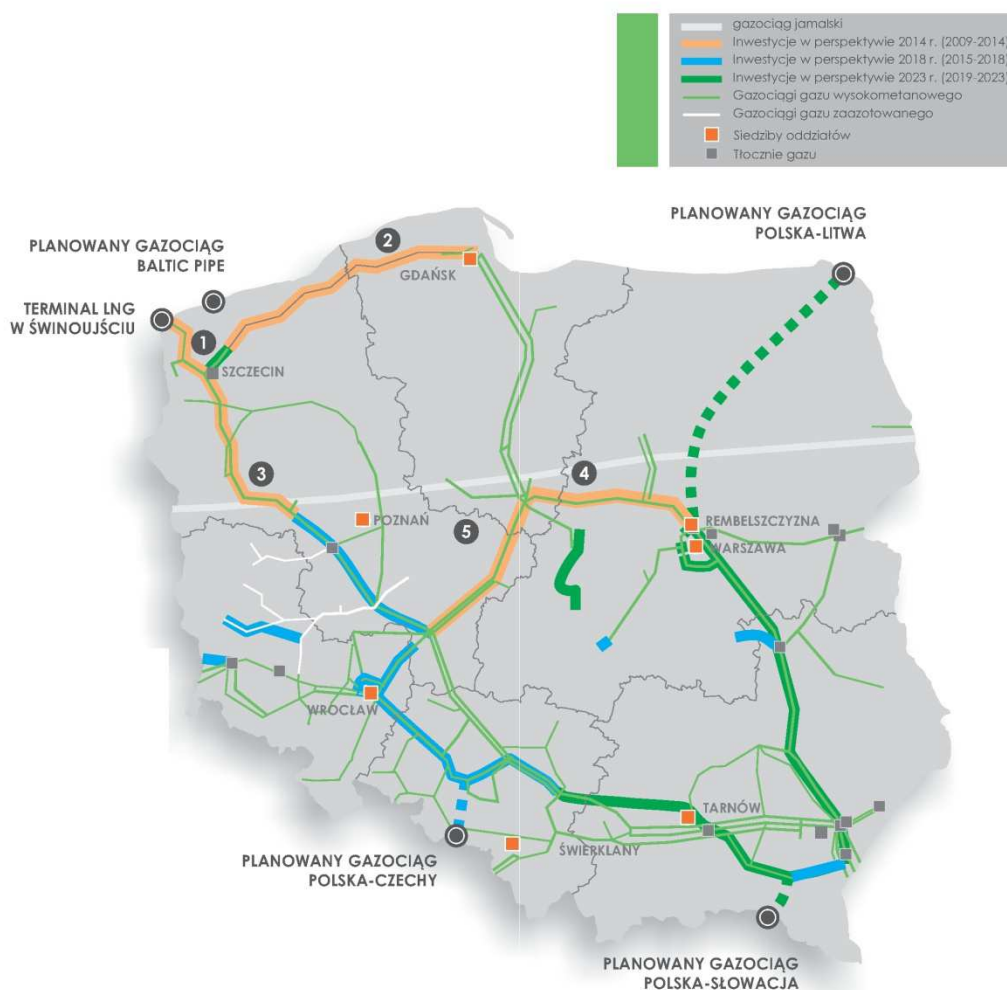 gazociąg jamalski
Inwestycje w perspektywie 2014 r. (2009-2014)
Inwestycje w perspektywie 2018 r. (2015-2018)
Inwestycje w perspektywie 2023 r. (2019-2023)
Gazociągi gazu wysokometanowego
Gazociągi gazu zaazotowanego
Siedziby oddziałów
Tłocznie gazu
PLANOWANY GAZOCIĄG
POLSKA-LITWA
PLANOWANY GAZOCIĄG
BALTIC PIPE
TERMINAL LNG
W ŚWINOUJŚCIU
2
GDAŃSK
1
SZCZECIN
3
4
POZNAŃ
5
REMBELSZCZYZNA
WARSZAWA
WROCŁAW
TARNÓW
ŚWIERKLANY
PLANOWANY GAZOCIĄG
POLSKA-CZECHY
PLANOWANY GAZOCIĄG
POLSKA-SŁOWACJA